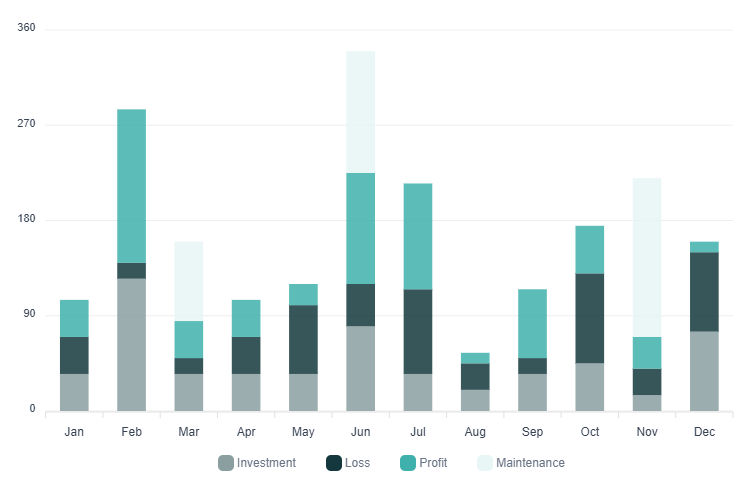 360
270
180
90
0
Jan Feb Mar Apr May Jun Jul Aug Sep Oct Nov Dec
Investment Loss Profit Maintenance